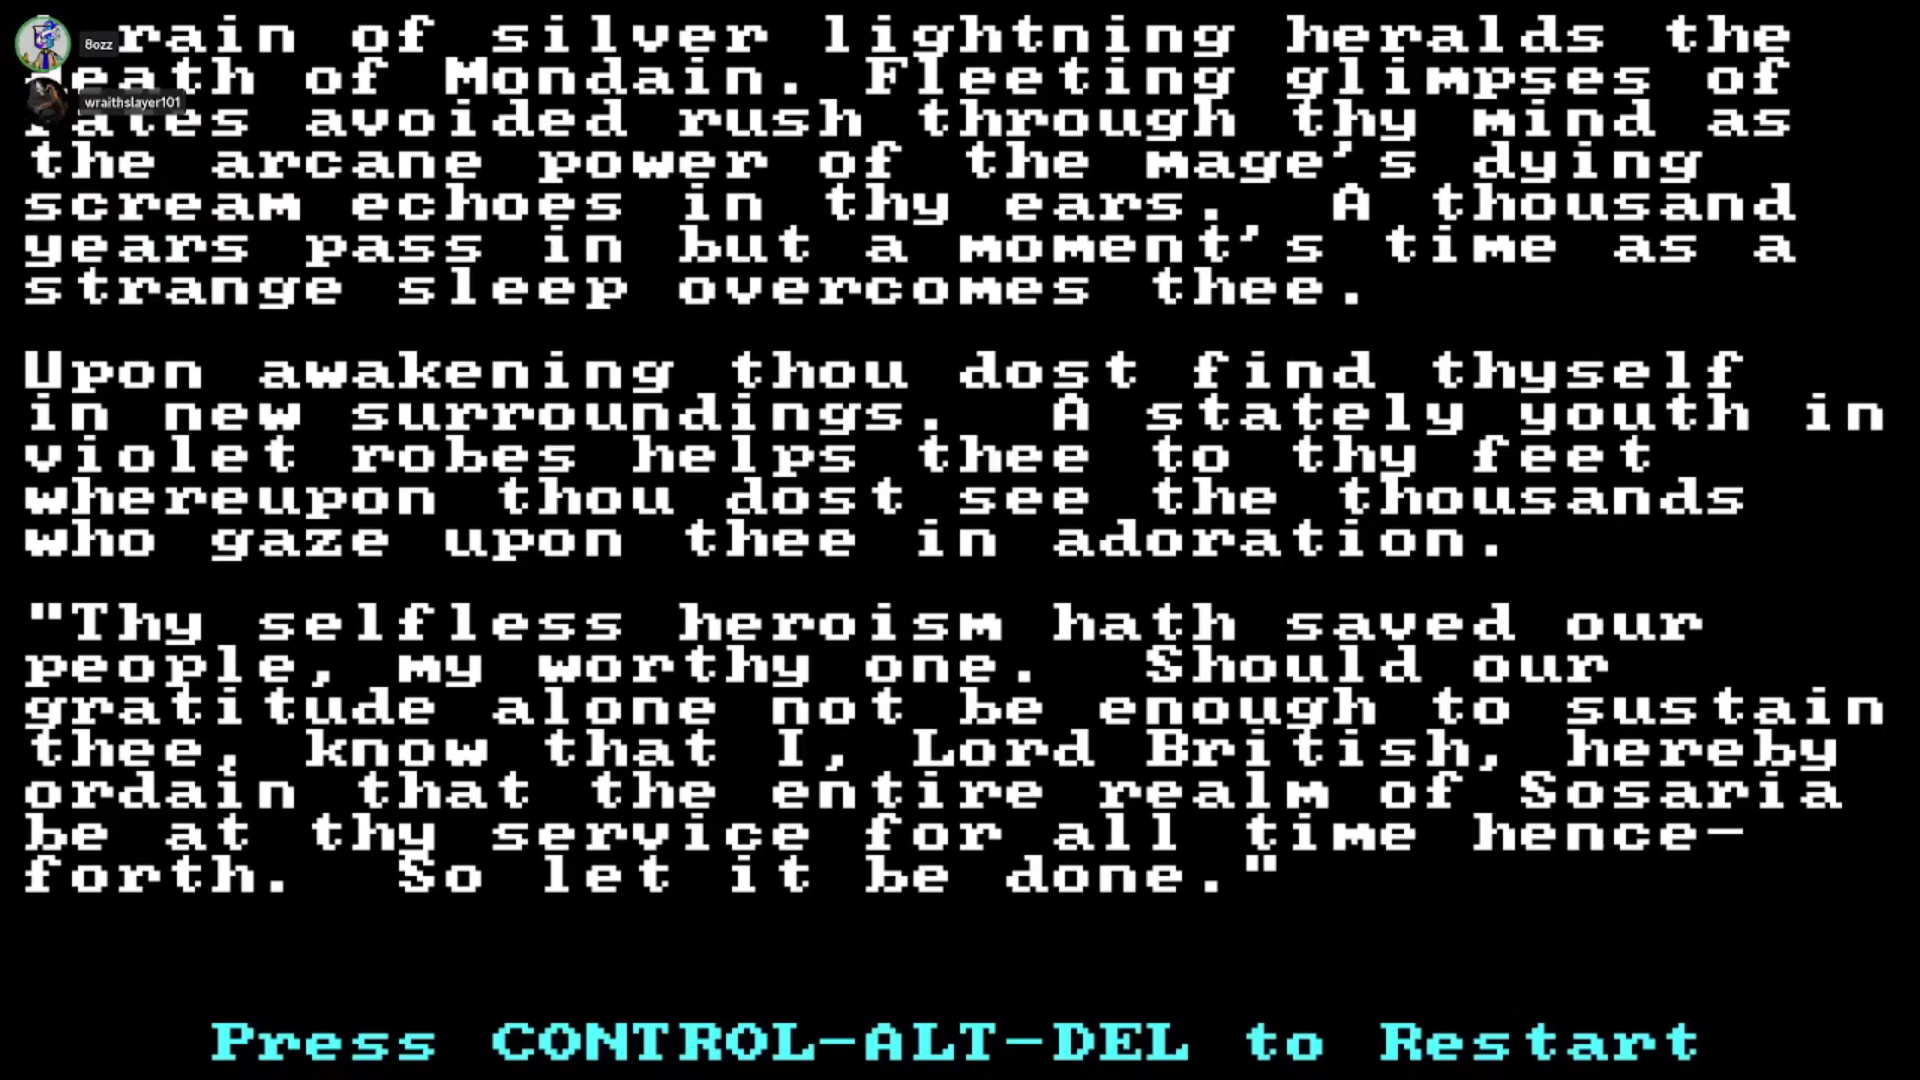 8ozz
rain of silver lightning heralds the
death of Mondain. Fleeting glimpses of
wraithslayer101
Fates avoided rush through thy mind as
the arcane power of the mage's dying
scream echoes in thy ears.  A thousand
years pass in but a moment's time as a
strange sleep overcomes thee.
Upon awakening thou dost find thyself
in new surroundings.  A stately youth in
violet robes helps thee to thy feet
whereupon thou dost see the thousands
who gaze upon thee in adoration.
"Thy selfless heroism hath saved our
people, my worthy one.  Should our
gratitude alone not be enough to sustain
thee, know that I, Lord British, hereby
ordain that the entire realm of Sosaria
be at thy service for all time hence-
forth.  So let it be done."
Press CONTROL-ALT-DEL to Restart